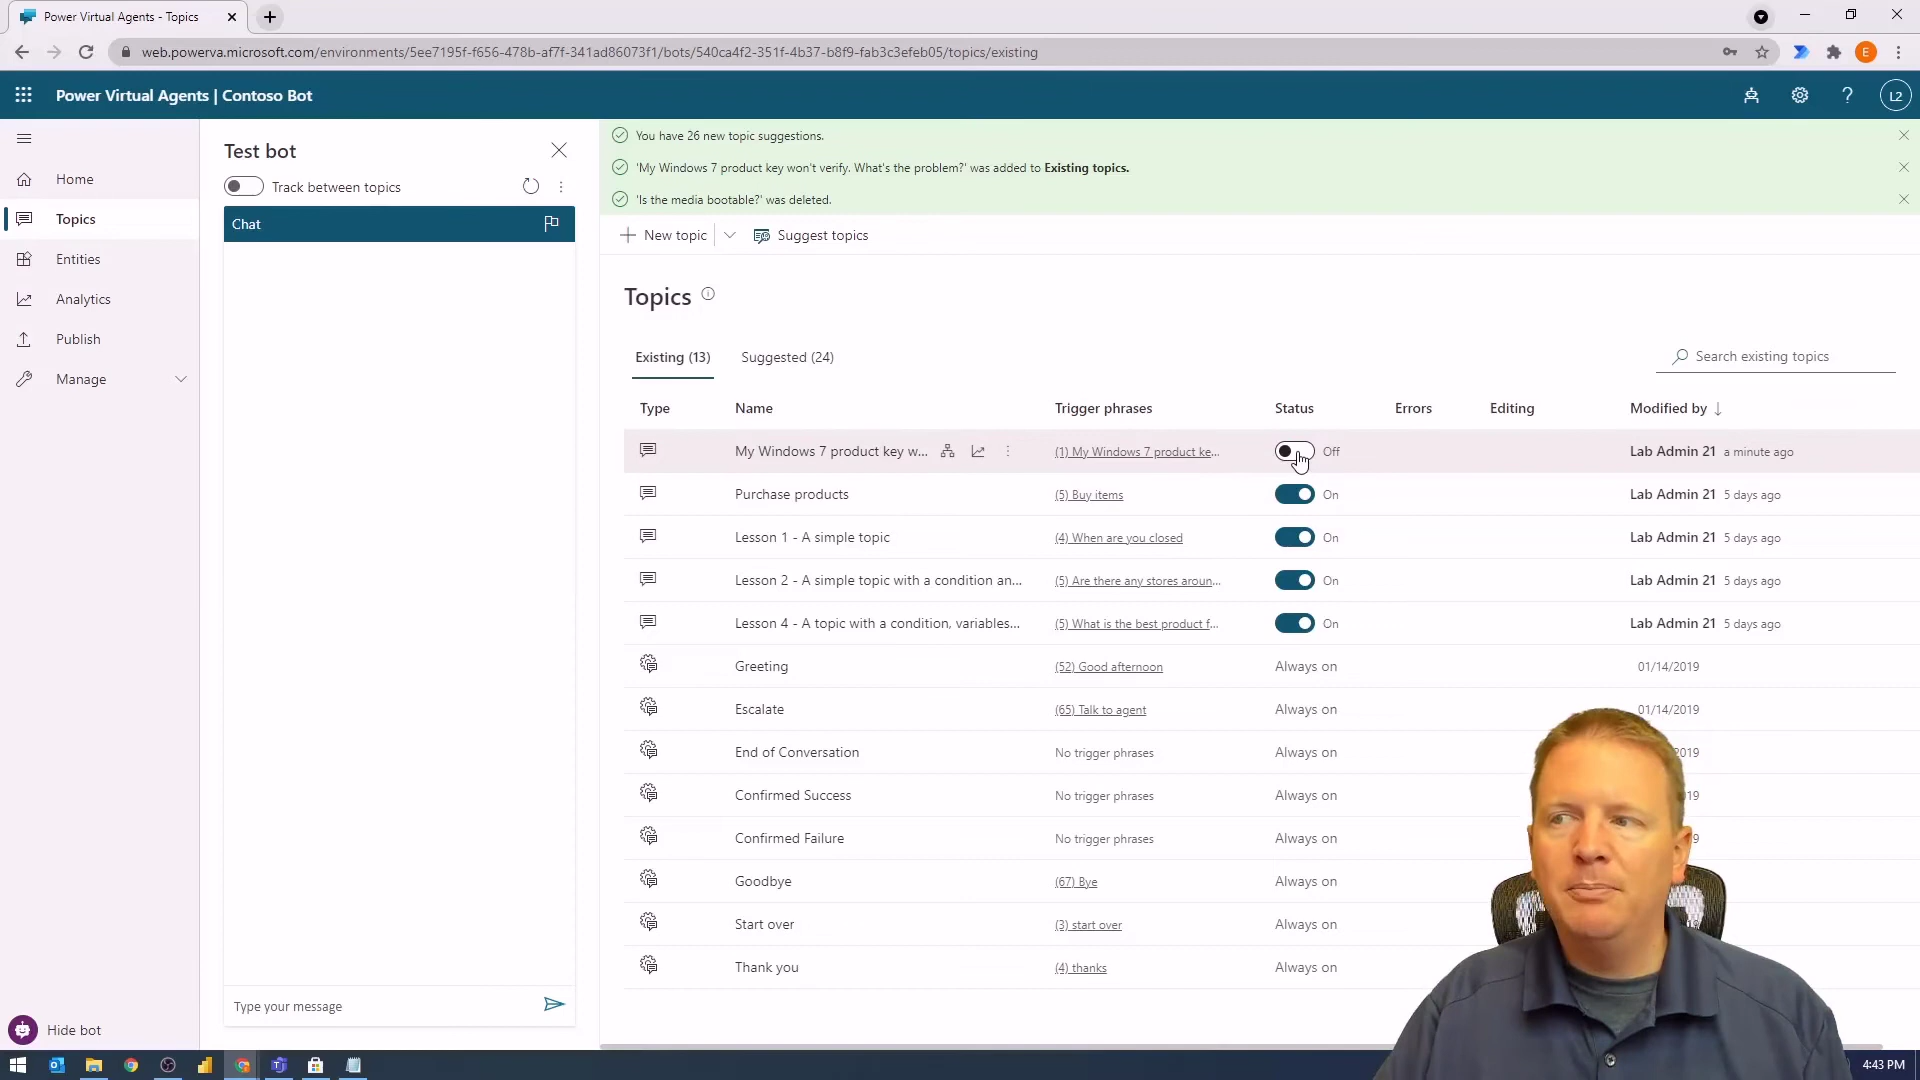 Power Virtual Agents - Topics
web.powerva.microsoft.com/environments/5ee7195f-f656-478b-af7f-341ad86073f1/bots/540ca4f2-351f-4b37-b8f9-fab3c3efeb05/topics/existing
E
Power Virtual Agents | Contoso Bot
L2
Home
Topics
Entities
Analytics
Publish
Manage
Hide bot
Test bot
Track between topics
Chat
Type your message
You have 26 new topic suggestions.
'My Windows 7 product key won't verify. What's the problem?' was added to Existing topics.
'Is the media bootable?' was deleted.
New topic Suggest topics
Topics
Existing (13) Suggested (24) Search existing topics
Type Name Trigger phrases Status Errors Editing Modified by
My Windows 7 product key w... (1) My Windows 7 product ke... Off Lab Admin 21 a minute ago
Purchase products (5) Buy items On Lab Admin 21 5 days ago
Lesson 1 - A simple topic (4) When are you closed On Lab Admin 21 5 days ago
Lesson 2 - A simple topic with a condition an... (5) Are there any stores aroun... On Lab Admin 21 5 days ago
Lesson 4 - A topic with a condition, variables... (5) What is the best product f... On Lab Admin 21 5 days ago
Greeting (52) Good afternoon Always on 01/14/2019
Escalate (65) Talk to agent Always on 01/14/2019
End of Conversation No trigger phrases Always on 2019
Confirmed Success No trigger phrases Always on 19
Confirmed Failure No trigger phrases Always on 9
Goodbye (67) Bye Always on
Start over (3) start over Always on
Thank you (4) thanks Always on
4:43 PM